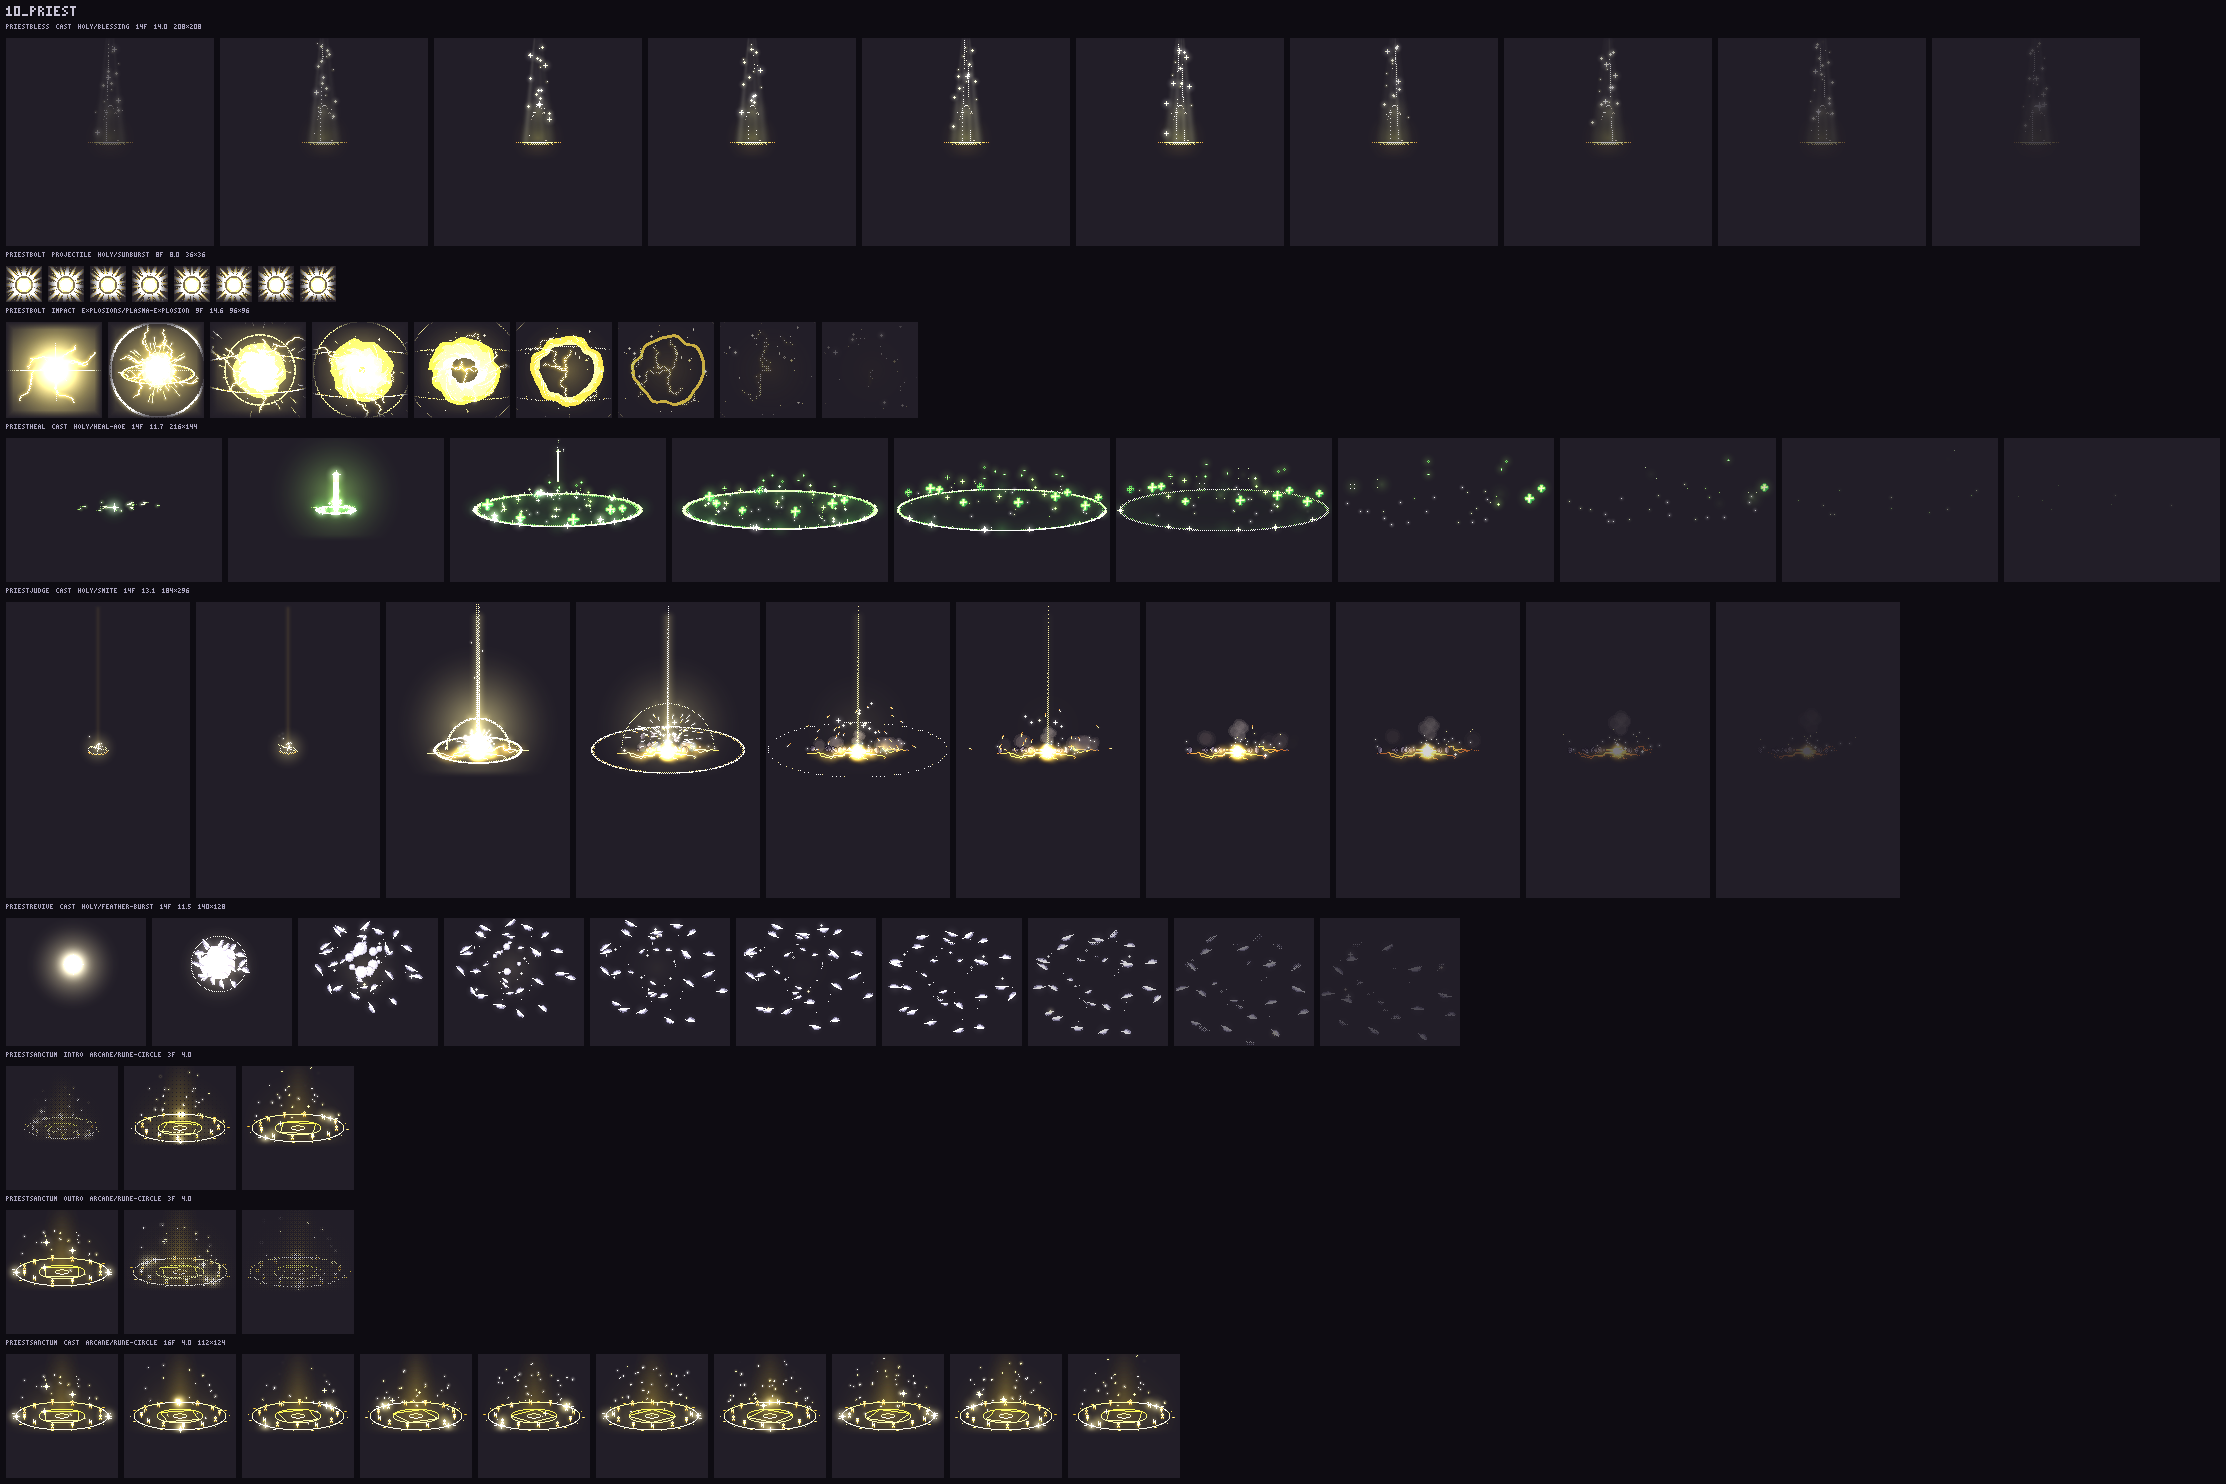 10_PRIEST
PRIESTBLESS CAST HOLY/BLESSING 14F 14.0 208×208
PRIESTBOLT PROJECTILE HOLY/SUNBURST 8F 8.0 36×36
PRIESTBOLT IMPACT EXPLOSIONS/PLASMA-EXPLOSION 9F 14.6 96×96
PRIESTHEAL CAST HOLY/HEAL-AOE 14F 11.7 216×144
PRIESTJUDGE CAST HOLY/SMITE 14F 13.1 184×296
PRIESTREVIVE CAST HOLY/FEATHER-BURST 14F 11.5 140×128
PRIESTSANCTUM INTRO ARCANE/RUNE-CIRCLE 3F 4.0
PRIESTSANCTUM OUTRO ARCANE/RUNE-CIRCLE 3F 4.0
PRIESTSANCTUM CAST ARCANE/RUNE-CIRCLE 16F 4.0 112×124